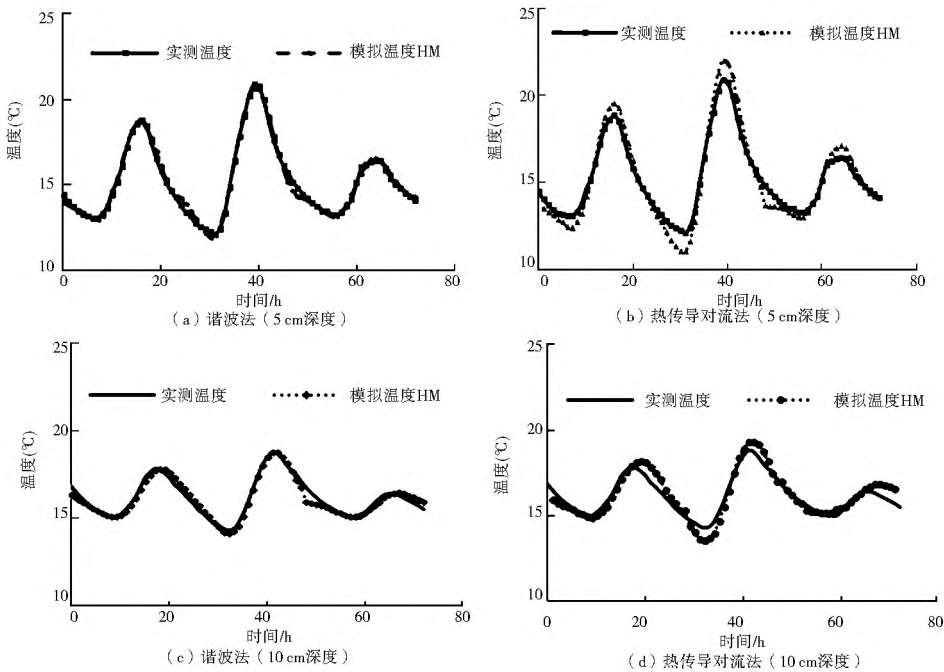 25
20
15
10
温度(℃)
实测温度
模拟温度HM
0
20
40
60
80
时间/h
(a)谐波法(5 cm深度)
25
20
15
10
温度(℃)
实测温度
模拟温度HM
0
20
40
60
80
时间/h
(b)热传导对流法(5 cm深度)
25
20
15
10
温度(℃)
实测温度
模拟温度HM
0
20
40
60
80
时间/h
(c)谐波法(10 cm深度)
25
20
15
10
温度(℃)
实测温度
模拟温度HM
0
20
40
60
80
时间/h
(d)热传导对流法(10 cm深度)